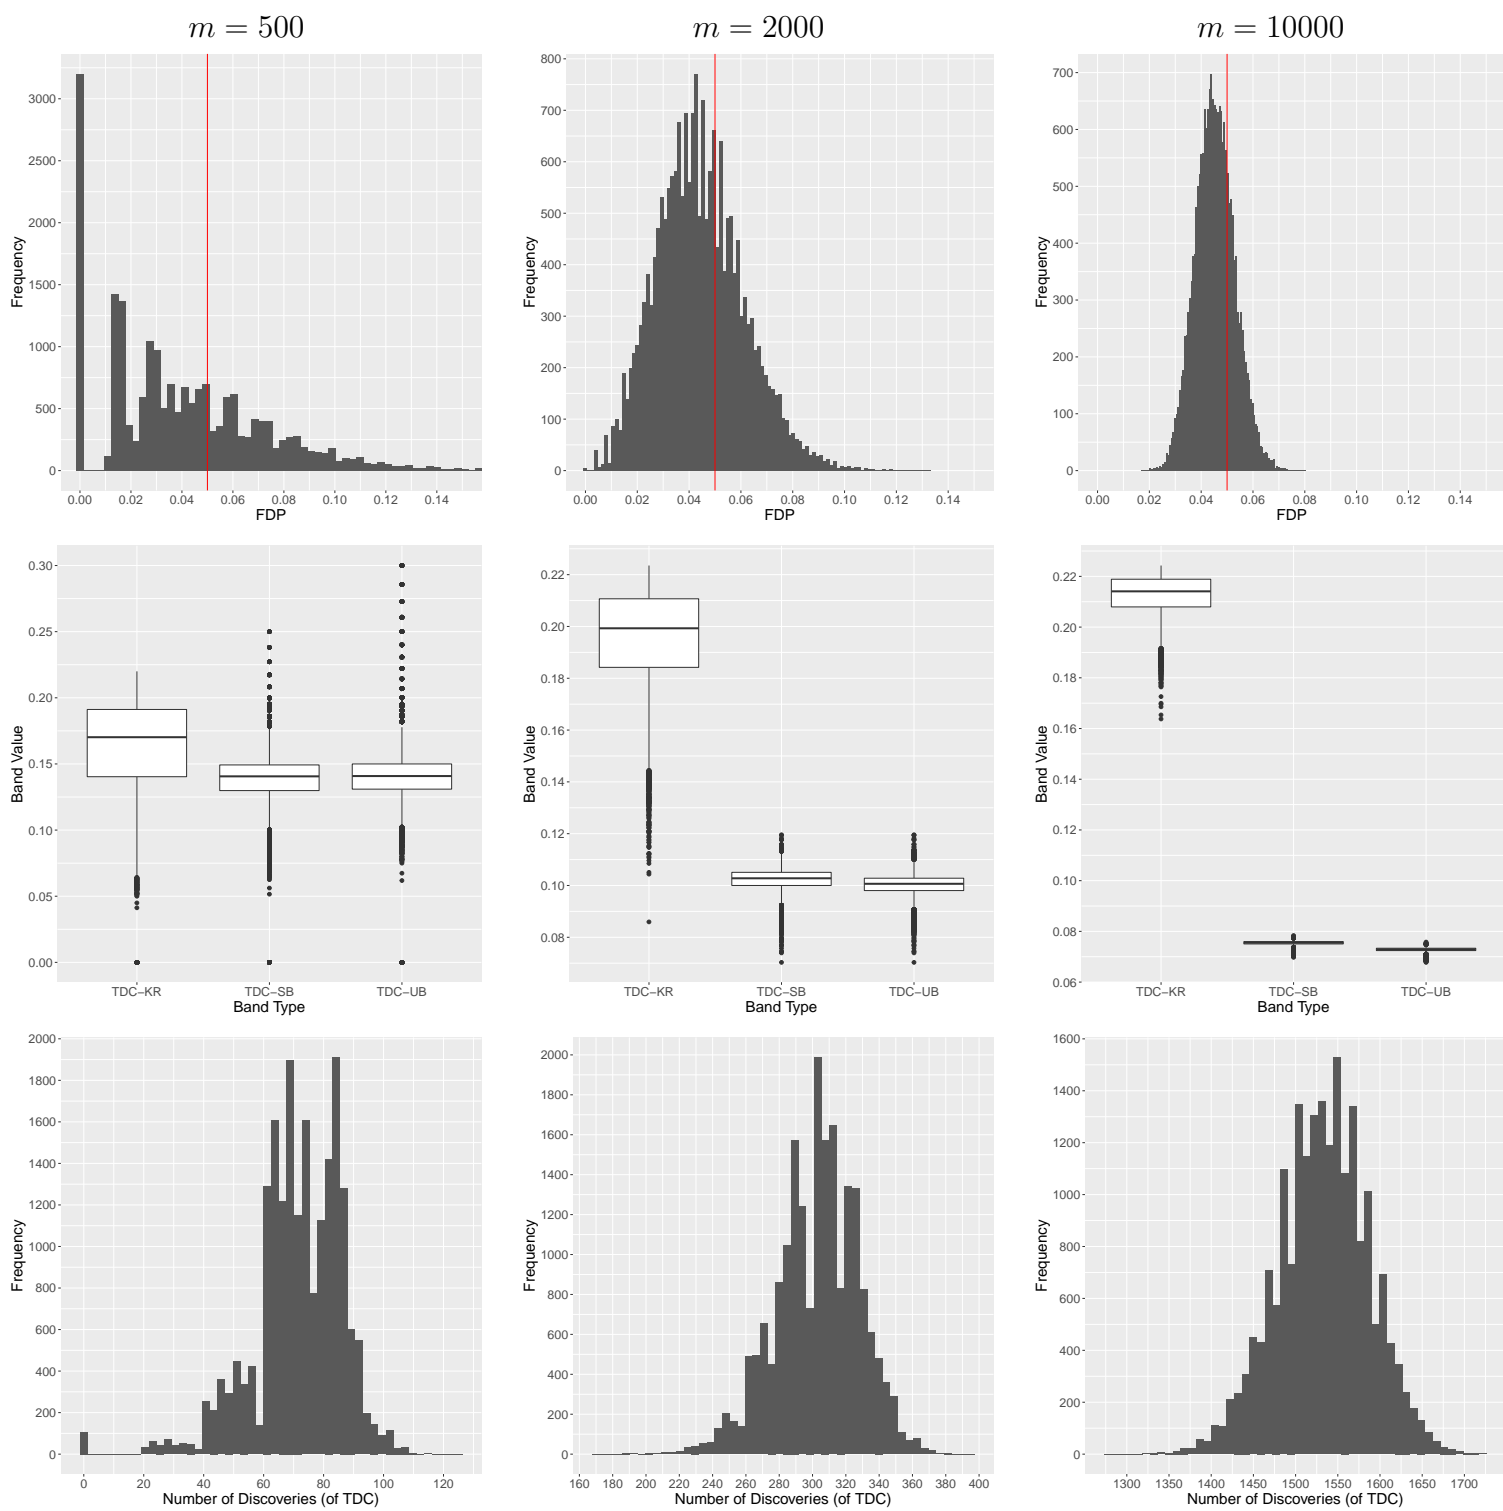 m = 500
m = 2000
m = 10000
3000
2500
2000
1500
1000
500
0
Frequency
0.00 0.02 0.04 0.06 0.08 0.10 0.12 0.14
FDP
800
700
600
500
400
300
200
100
0
Frequency
0.00 0.02 0.04 0.06 0.08 0.10 0.12 0.14
FDP
700
600
500
400
300
200
100
0
Frequency
0.00 0.02 0.04 0.06 0.08 0.10 0.12 0.14
FDP
0.30
0.25
0.20
0.15
0.10
0.05
0.00
Band Value
TDC−KR TDC−SB TDC−UB
Band Type
0.22
0.20
0.18
0.16
0.14
0.12
0.10
0.08
Band Value
TDC−KR TDC−SB TDC−UB
Band Type
0.22
0.20
0.18
0.16
0.14
0.12
0.10
0.08
0.06
Band Value
TDC−KR TDC−SB TDC−UB
Band Type
2000
1800
1600
1400
1200
1000
800
600
400
200
0
Frequency
0 20 40 60 80 100 120
Number of Discoveries (of TDC)
2000
1800
1600
1400
1200
1000
800
600
400
200
0
Frequency
160 180 200 220 240 260 280 300 320 340 360 380 400
Number of Discoveries (of TDC)
1600
1400
1200
1000
800
600
400
200
0
Frequency
1300 1350 1400 1450 1500 1550 1600 1650 1700
Number of Discoveries (of TDC)